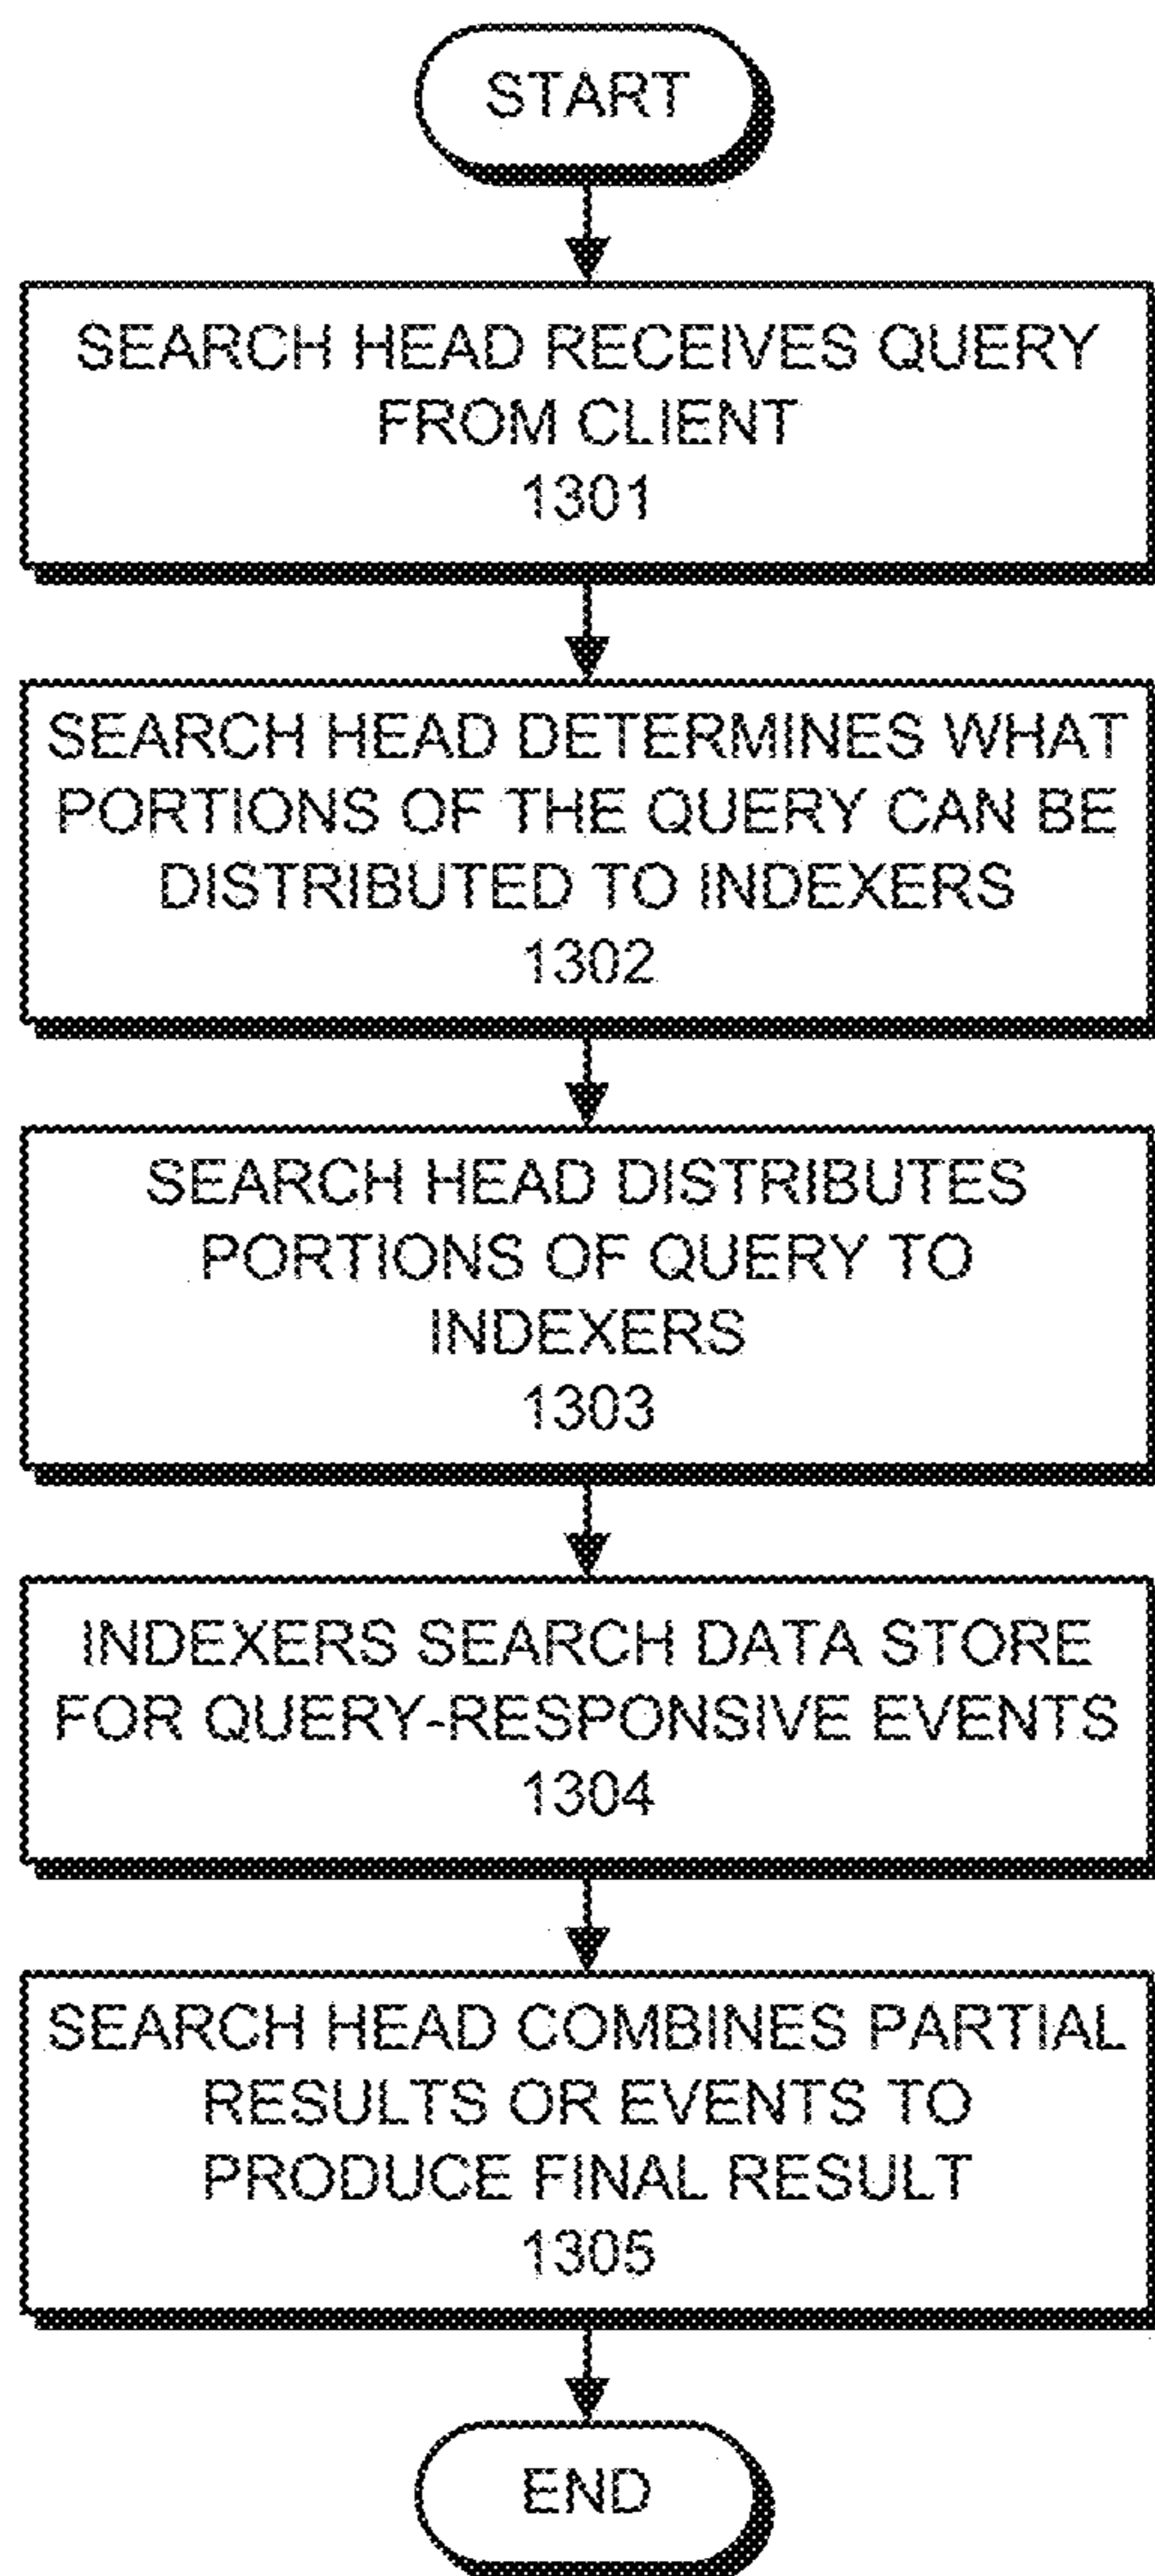 START
SEARCH HEAD RECEIVES QUERY
FROM CLIENT
1301
SEARCH HEAD DETERMINES WHAT
PORTIONS OF THE QUERY CAN BE
DISTRIBUTED TO INDEXERS
1302
SEARCH HEAD DISTRIBUTES
PORTIONS OF QUERY TO
INDEXERS
1303
INDEXERS SEARCH DATA STORE
FOR QUERY-RESPONSIVE EVENTS
1304
SEARCH HEAD COMBINES PARTIAL
RESULTS OR EVENTS TO
PRODUCE FINAL RESULT
1305
END